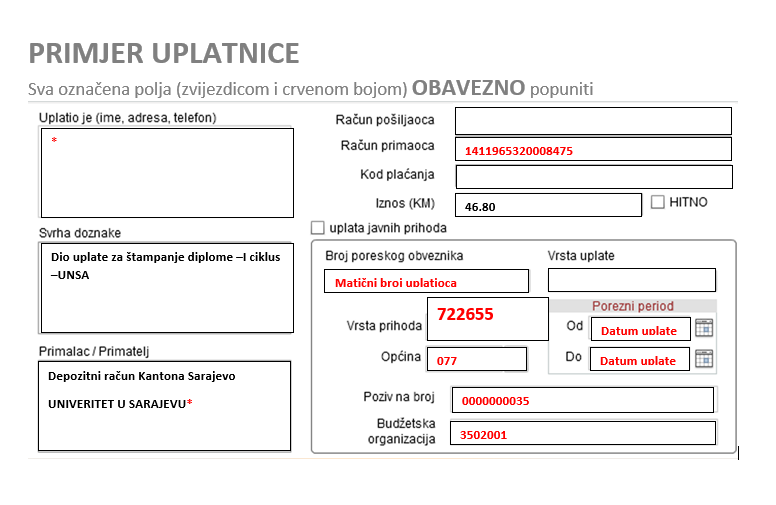 PRIMJER UPLATNICE
Sva označena polja (zvijezdicom i crvenom bojom) OBAVEZNO popuniti
Uplatio je (ime, adresa, telefon)
*
Svrha doznake
Dio uplate za štampanje diplome –I ciklus
–UNSA
Primalac / Primatelj
Depozitni račun Kantona Sarajevo
UNIVERITET U SARAJEVU*
Račun pošiljaoca
Račun primaoca 1411965320008475
Kod plaćanja
Iznos (KM) 46.80 HITNO
uplata javnih prihoda
Broj poreskog obveznika Vrsta uplate
Matični broj uplatioca
Vrsta prihoda 722655
Porezni period
Od Datum uplate
Općina 077
Do Datum uplate
Poziv na broj 0000000035
Budžetska
organizacija 3502001